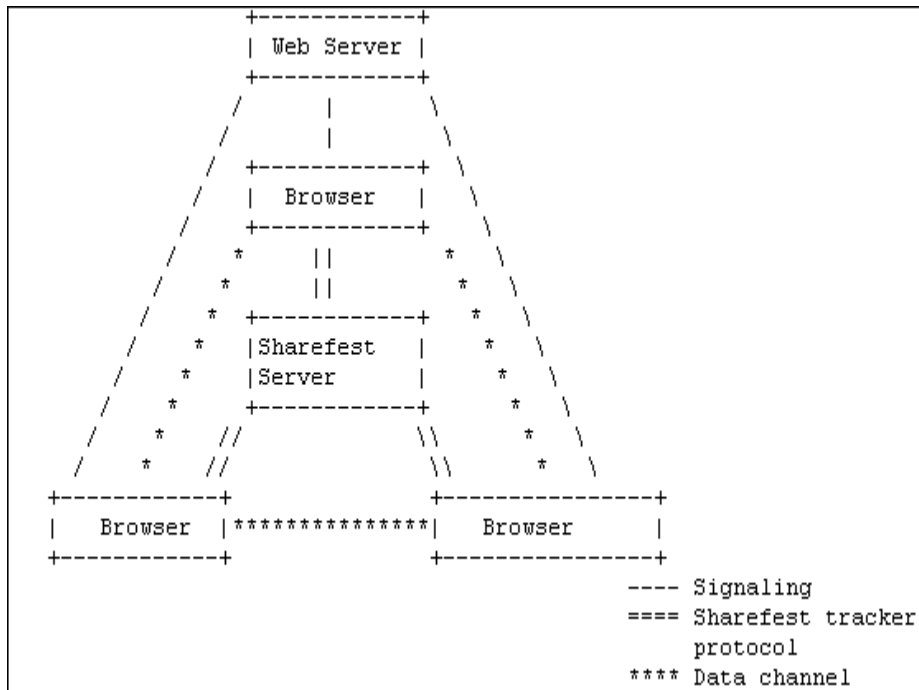 Web Server
Browser
Sharefest
Server
Browser
Browser
---- Signaling
==== Sharefest tracker
protocol
**** Data channel